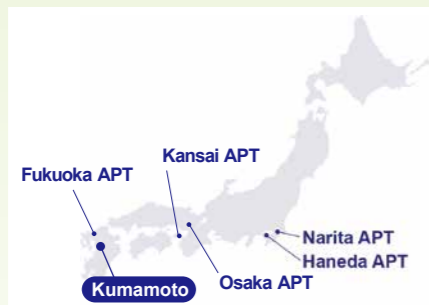 Kansai APT
Fukuoka APT
Narita APT
Haneda APT
Osaka APT
Kumamoto